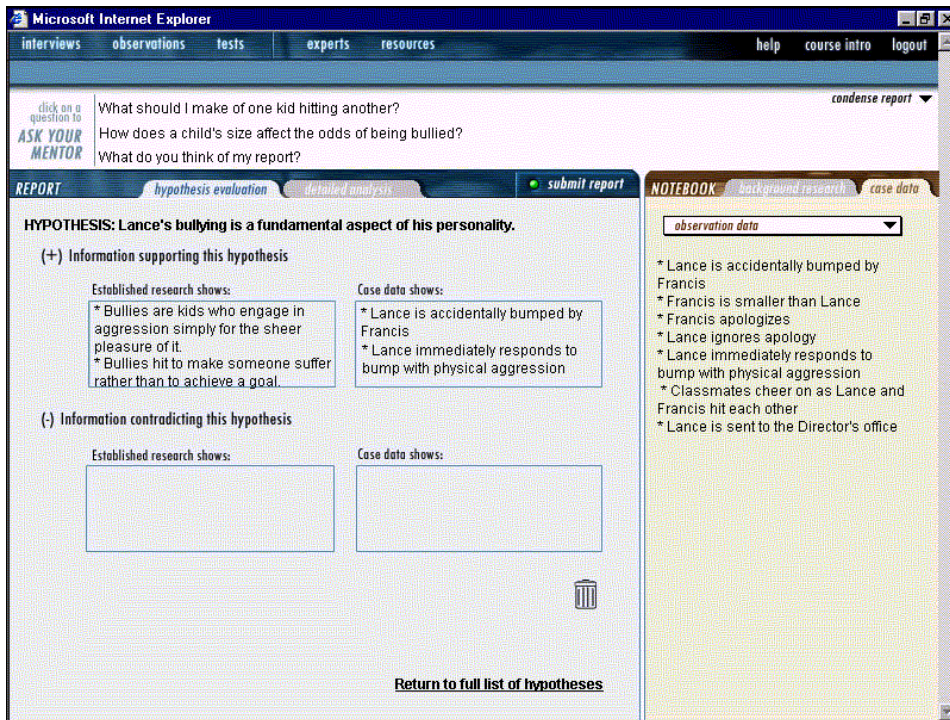 Microsoft Internet Explorer
interviews observations tests experts resources help course intro logout
condense report
click on a
question to
ASK YOUR
MENTOR
What should I make of one kid hitting another?
How does a child's size affect the odds of being bullied?
What do you think of my report?
REPORT hypothesis evaluation detailed analysis submit report
HYPOTHESIS: Lance's bullying is a fundamental aspect of his personality.
(+) Information supporting this hypothesis
Established research shows:
* Bullies are kids who engage in
aggression simply for the sheer
pleasure of it.
* Bullies hit to make someone suffer
rather than to achieve a goal.
Case data shows:
* Lance is accidentally bumped by
Francis
* Lance immediately responds to
bump with physical aggression
(-) Information contradicting this hypothesis
Established research shows:
Case data shows:
Return to full list of hypotheses
NOTEBOOK background research case data
observation data
* Lance is accidentally bumped by
Francis
* Francis is smaller than Lance
* Francis apologizes
* Lance ignores apology
* Lance immediately responds to
bump with physical aggression
* Classmates cheer on as Lance and
Francis hit each other
* Lance is sent to the Director's office